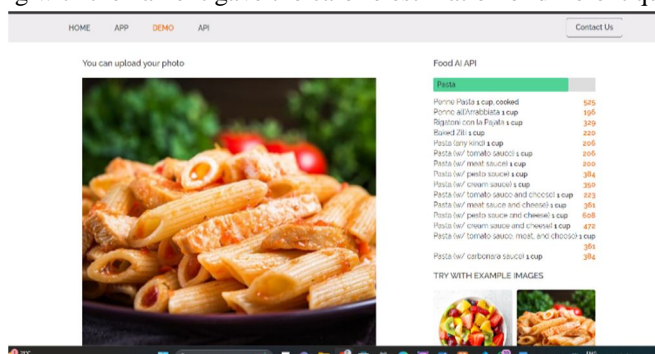 HOME APP DEMO API Contact Us
You can upload your photo
Food AI API
Pasta
Penne Pasta 1 cup, cooked 525
Penne all'Arrabbiata 1 cup 196
Rigatoni con la Pajata 1 cup 329
Baked Ziti 1 cup 220
Pasta (any kind) 1 cup 206
Pasta (w/ tomato sauce) 1 cup 206
Pasta (w/ meat sauce) 1 cup 200
Pasta (w/ pesto sauce) 1 cup 384
Pasta (w/ cream sauce) 1 cup 350
Pasta (w/ tomato sauce and cheese) 1 cup 223
Pasta (w/ meat sauce and cheese) 1 cup 361
Pasta (w/ pesto sauce and cheese) 1 cup 608
Pasta (w/ cream sauce and cheese) 1 cup 472
Pasta (w/ tomato sauce, meat, and cheese) 1 cup
361
Pasta (w/ carbonara sauce) 1 cup 384
TRY WITH EXAMPLE IMAGES